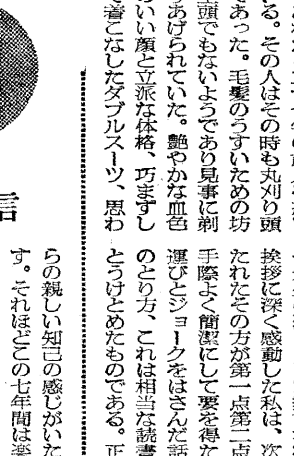 る。その人はその時も丸刈り頭
であった。毛髪のうすいための坊
主頭でもないようであり見事に剃
あげられていた。艶やかな血色
のいい顔と立派な体格、巧まずし
て着こなしたダブルスーツ、思わ
挨拶に深く感動した私は、次
たれたその方が第一点第二点
手際よく簡潔にして要を得た
運びとジョークをはさんだ話
のとり方、これは相当な読書
とうけとめたものである。正
言
らの親しい知己の感じがいた
す。それほどこの七年間は楽